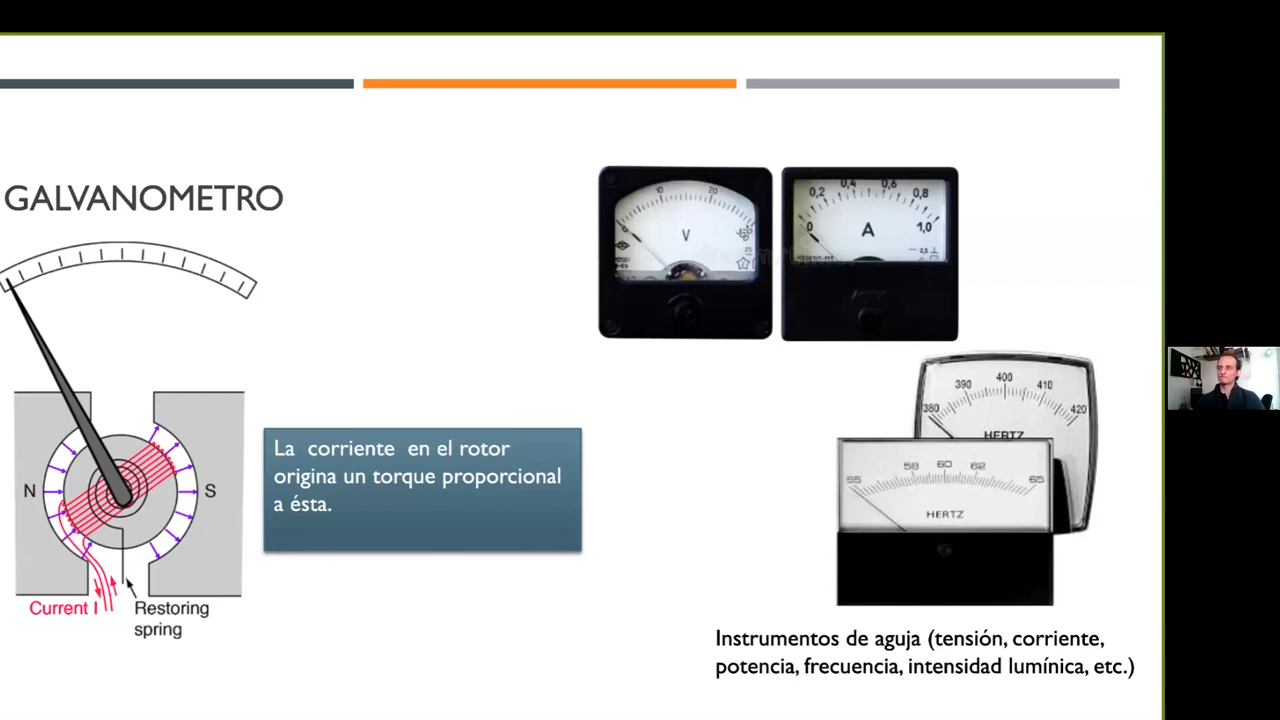 GALVANOMETRO
10
20
0
V
0
0,2
0,4
0,6
0,8
1,0
A
380
390
400
410
420
HERTZ
55
58
60
62
65
HERTZ
La corriente en el rotor
origina un torque proporcional
a ésta.
N
S
Current I
Restoring
spring
Instrumentos de aguja (tensión, corriente,
potencia, frecuencia, intensidad lumínica, etc.)